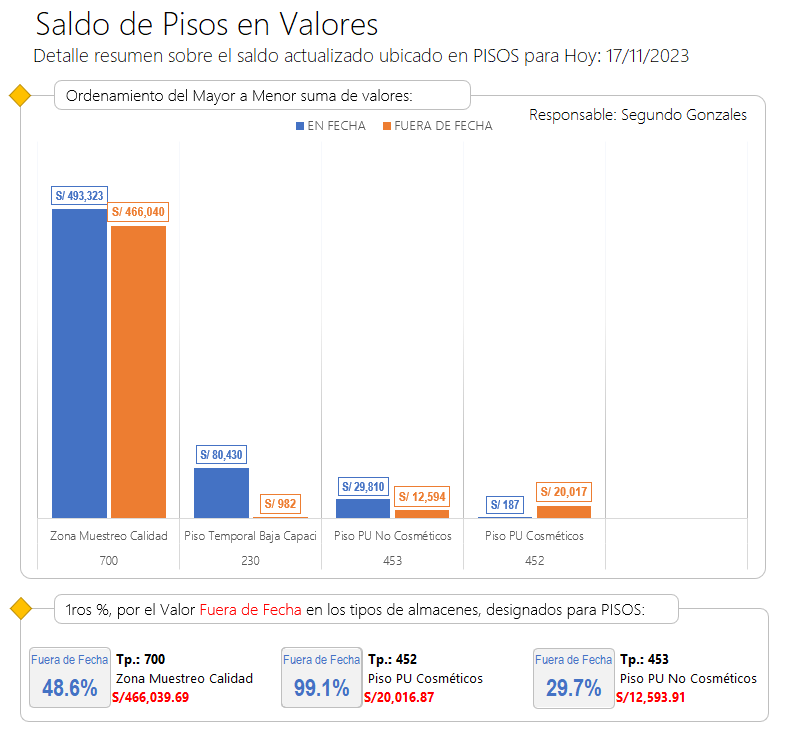 Saldo de Pisos en Valores
Detalle resumen sobre el saldo actualizado ubicado en PISOS para Hoy: 17/11/2023
Ordenamiento del Mayor a Menor suma de valores:
Responsable: Segundo Gonzales
EN FECHA FUERA DE FECHA
S/ 493,323
S/ 466,040
S/ 80,430
S/ 982
S/ 29,810
S/ 12,594
S/ 187
S/ 20,017
Zona Muestreo Calidad Piso Temporal Baja Capaci Piso PU No Cosméticos Piso PU Cosméticos
700 230 453 452
1ros %, por el Valor Fuera de Fecha en los tipos de almacenes, designados para PISOS:
Fuera de Fecha
48.6%
Tp.: 700
Zona Muestreo Calidad
S/466,039.69
Fuera de Fecha
99.1%
Tp.: 452
Piso PU Cosméticos
S/20,016.87
Fuera de Fecha
29.7%
Tp.: 453
Piso PU No Cosméticos
S/12,593.91